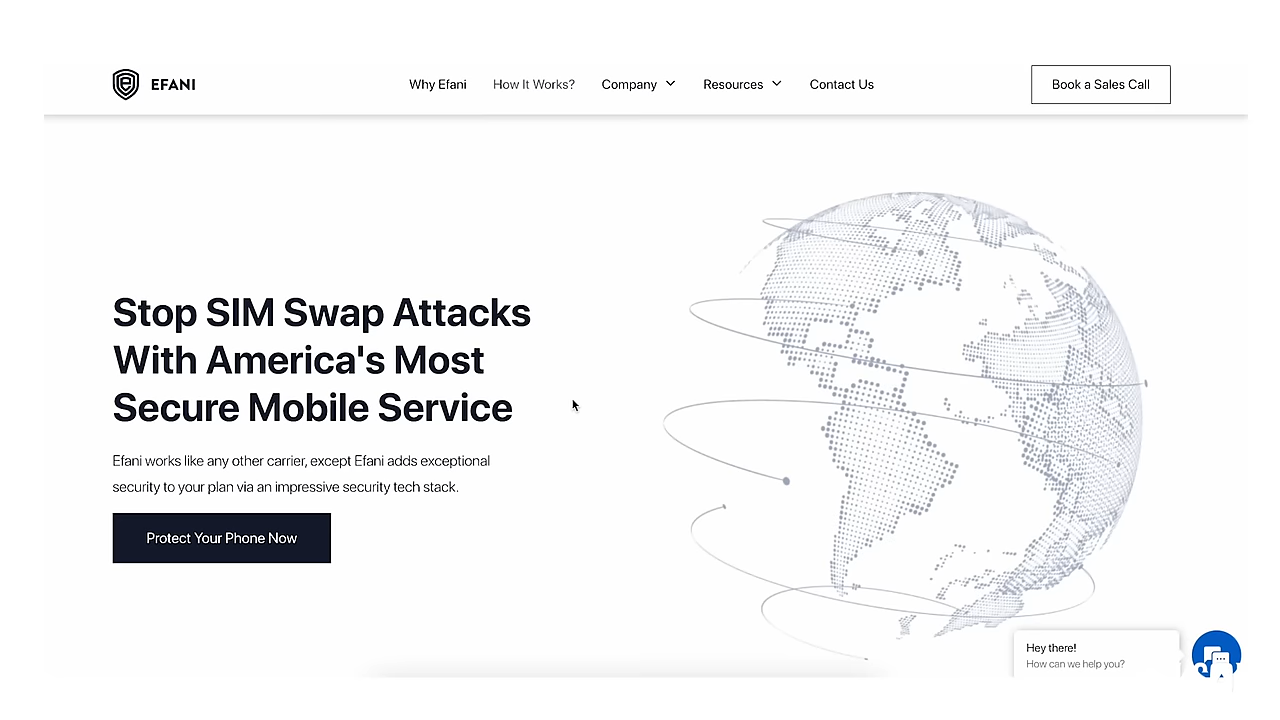 EFANI
Why Efani
How It Works?
Company
Resources
Contact Us
Book a Sales Call
Stop SIM Swap Attacks
With America's Most
Secure Mobile Service
Efani works like any other carrier, except Efani adds exceptional
security to your plan via an impressive security tech stack.
Protect Your Phone Now
Hey there!
How can we help you?